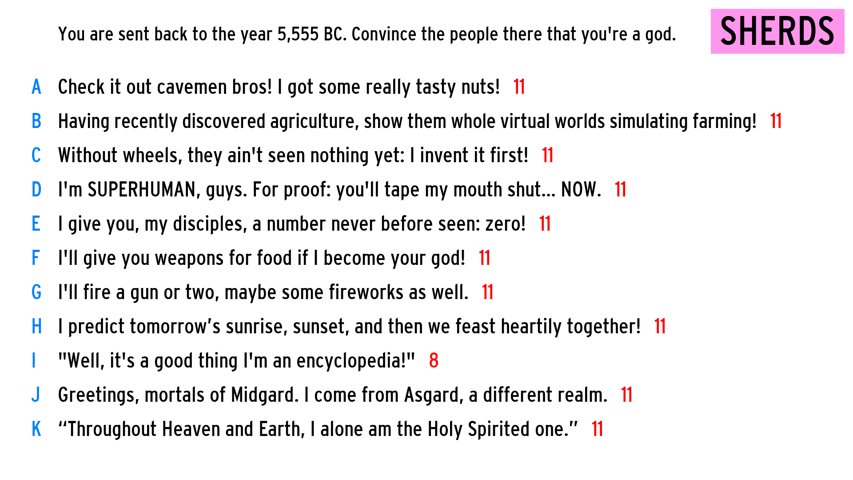 You are sent back to the year 5,555 BC. Convince the people there that you're a god.
SHERDS
A Check it out cavemen bros! I got some really tasty nuts! 11
B Having recently discovered agriculture, show them whole virtual worlds simulating farming! 11
C Without wheels, they ain't seen nothing yet: I invent it first! 11
D I'm SUPERHUMAN, guys. For proof: you'll tape my mouth shut... NOW. 11
E I give you, my disciples, a number never before seen: zero! 11
F I'll give you weapons for food if I become your god! 11
G I'll fire a gun or two, maybe some fireworks as well. 11
H I predict tomorrow’s sunrise, sunset, and then we feast heartily together! 11
I "Well, it's a good thing I'm an encyclopedia!" 8
J Greetings, mortals of Midgard. I come from Asgard, a different realm. 11
K “Throughout Heaven and Earth, I alone am the Holy Spirited one.” 11